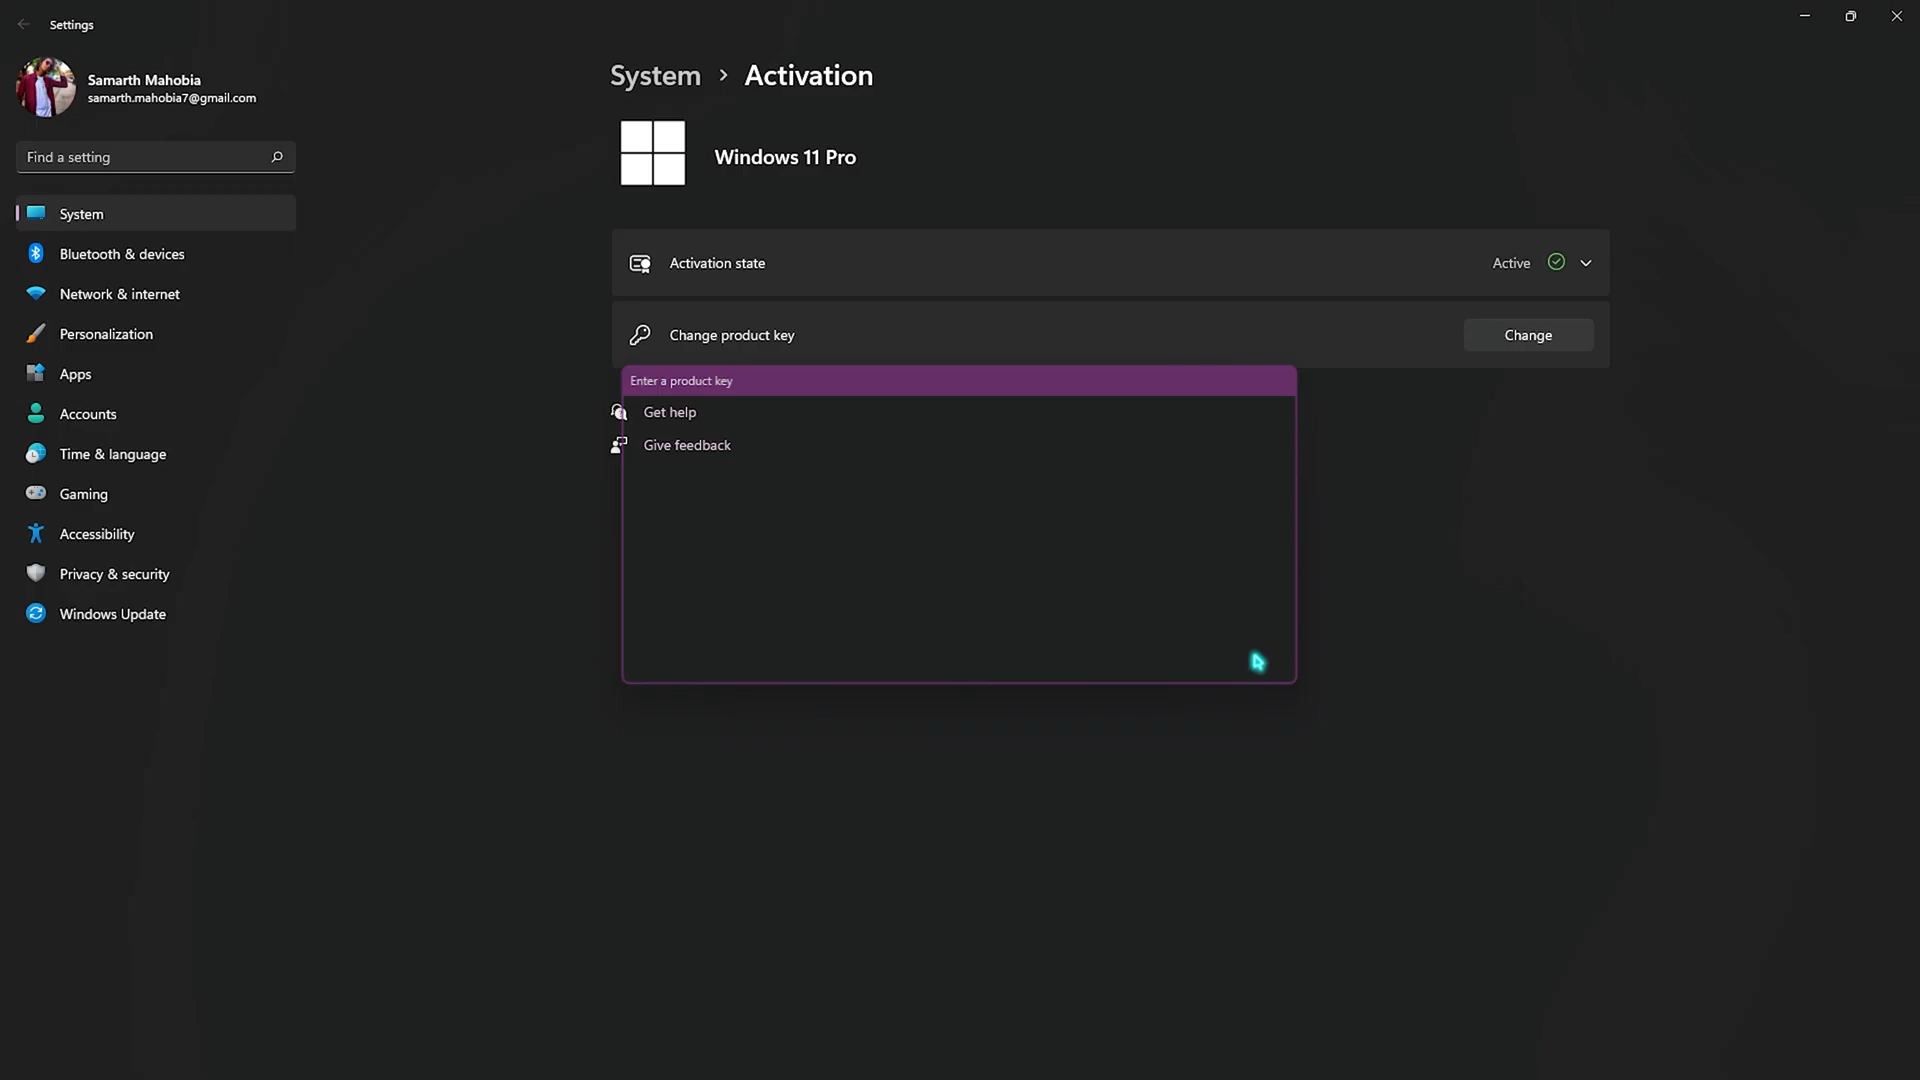 Settings
Samarth Mahobia
samarth.mahobia7@gmail.com
Find a setting
System
Bluetooth & devices
Network & internet
Personalization
Apps
Accounts
Time & language
Gaming
Accessibility
Privacy & security
Windows Update
System > Activation
Windows 11 Pro
Activation state Active
Change product key Change
Enter a product key
Get help
Give feedback